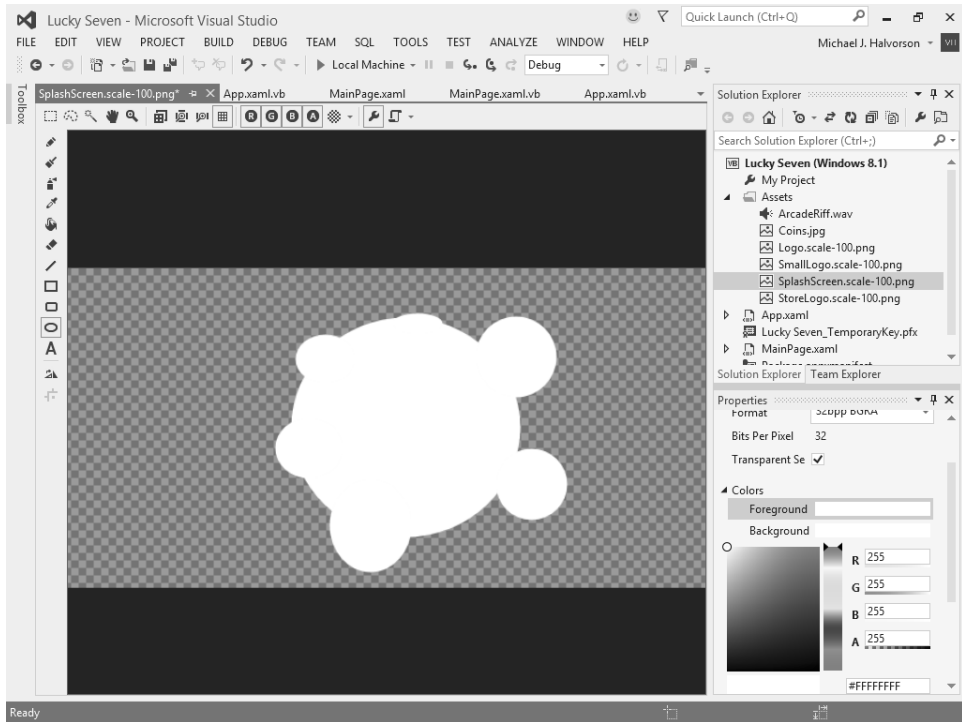 Lucky Seven - Microsoft Visual Studio
Quick Launch (Ctrl+Q)
FILE EDIT VIEW PROJECT BUILD DEBUG TEAM SQL TOOLS TEST ANALYZE WINDOW HELP
Michael J. Halvorson
Local Machine
Debug
Toolbox
SplashScreen.scale-100.png*
App.xaml.vb
MainPage.xaml
MainPage.xaml.vb
App.xaml.vb
R G B A
A
Solution Explorer
Search Solution Explorer (Ctrl+;)
VB Lucky Seven (Windows 8.1)
My Project
Assets
ArcadeRiff.wav
Coins.jpg
Logo.scale-100.png
SmallLogo.scale-100.png
SplashScreen.scale-100.png
StoreLogo.scale-100.png
App.xaml
Lucky Seven_TemporaryKey.pfx
MainPage.xaml
Package.appxmanifest
Solution Explorer Team Explorer
Properties
Format 32bpp BGRA
Bits Per Pixel 32
Transparent Se
Colors
Foreground
Background
R 255
G 255
B 255
A 255
#FFFFFFFF
Ready